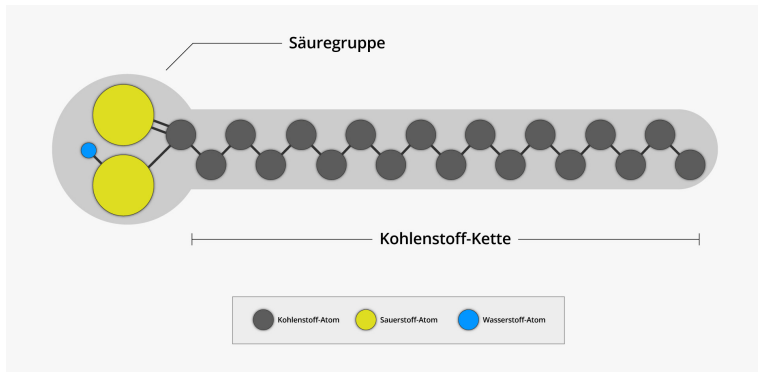 Säuregruppe
Kohlenstoff-Kette
Kohlenstoff-Atom
Sauerstoff-Atom
Wasserstoff-Atom